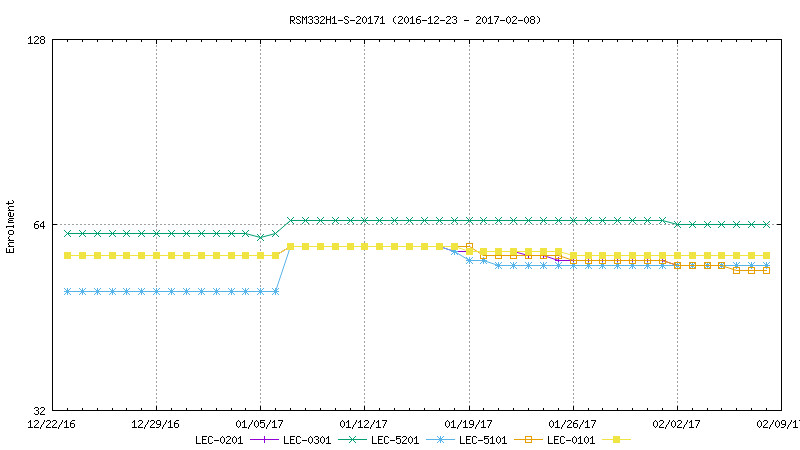 RSM332H1-S-20171 (2016-12-23 - 2017-02-08)
128
Enrolment
64
32
12/22/16 12/29/16 01/05/17 01/12/17 01/19/17 01/26/17 02/02/17 02/09/1
LEC-0201 LEC-0301 LEC-5201 LEC-5101 LEC-0101